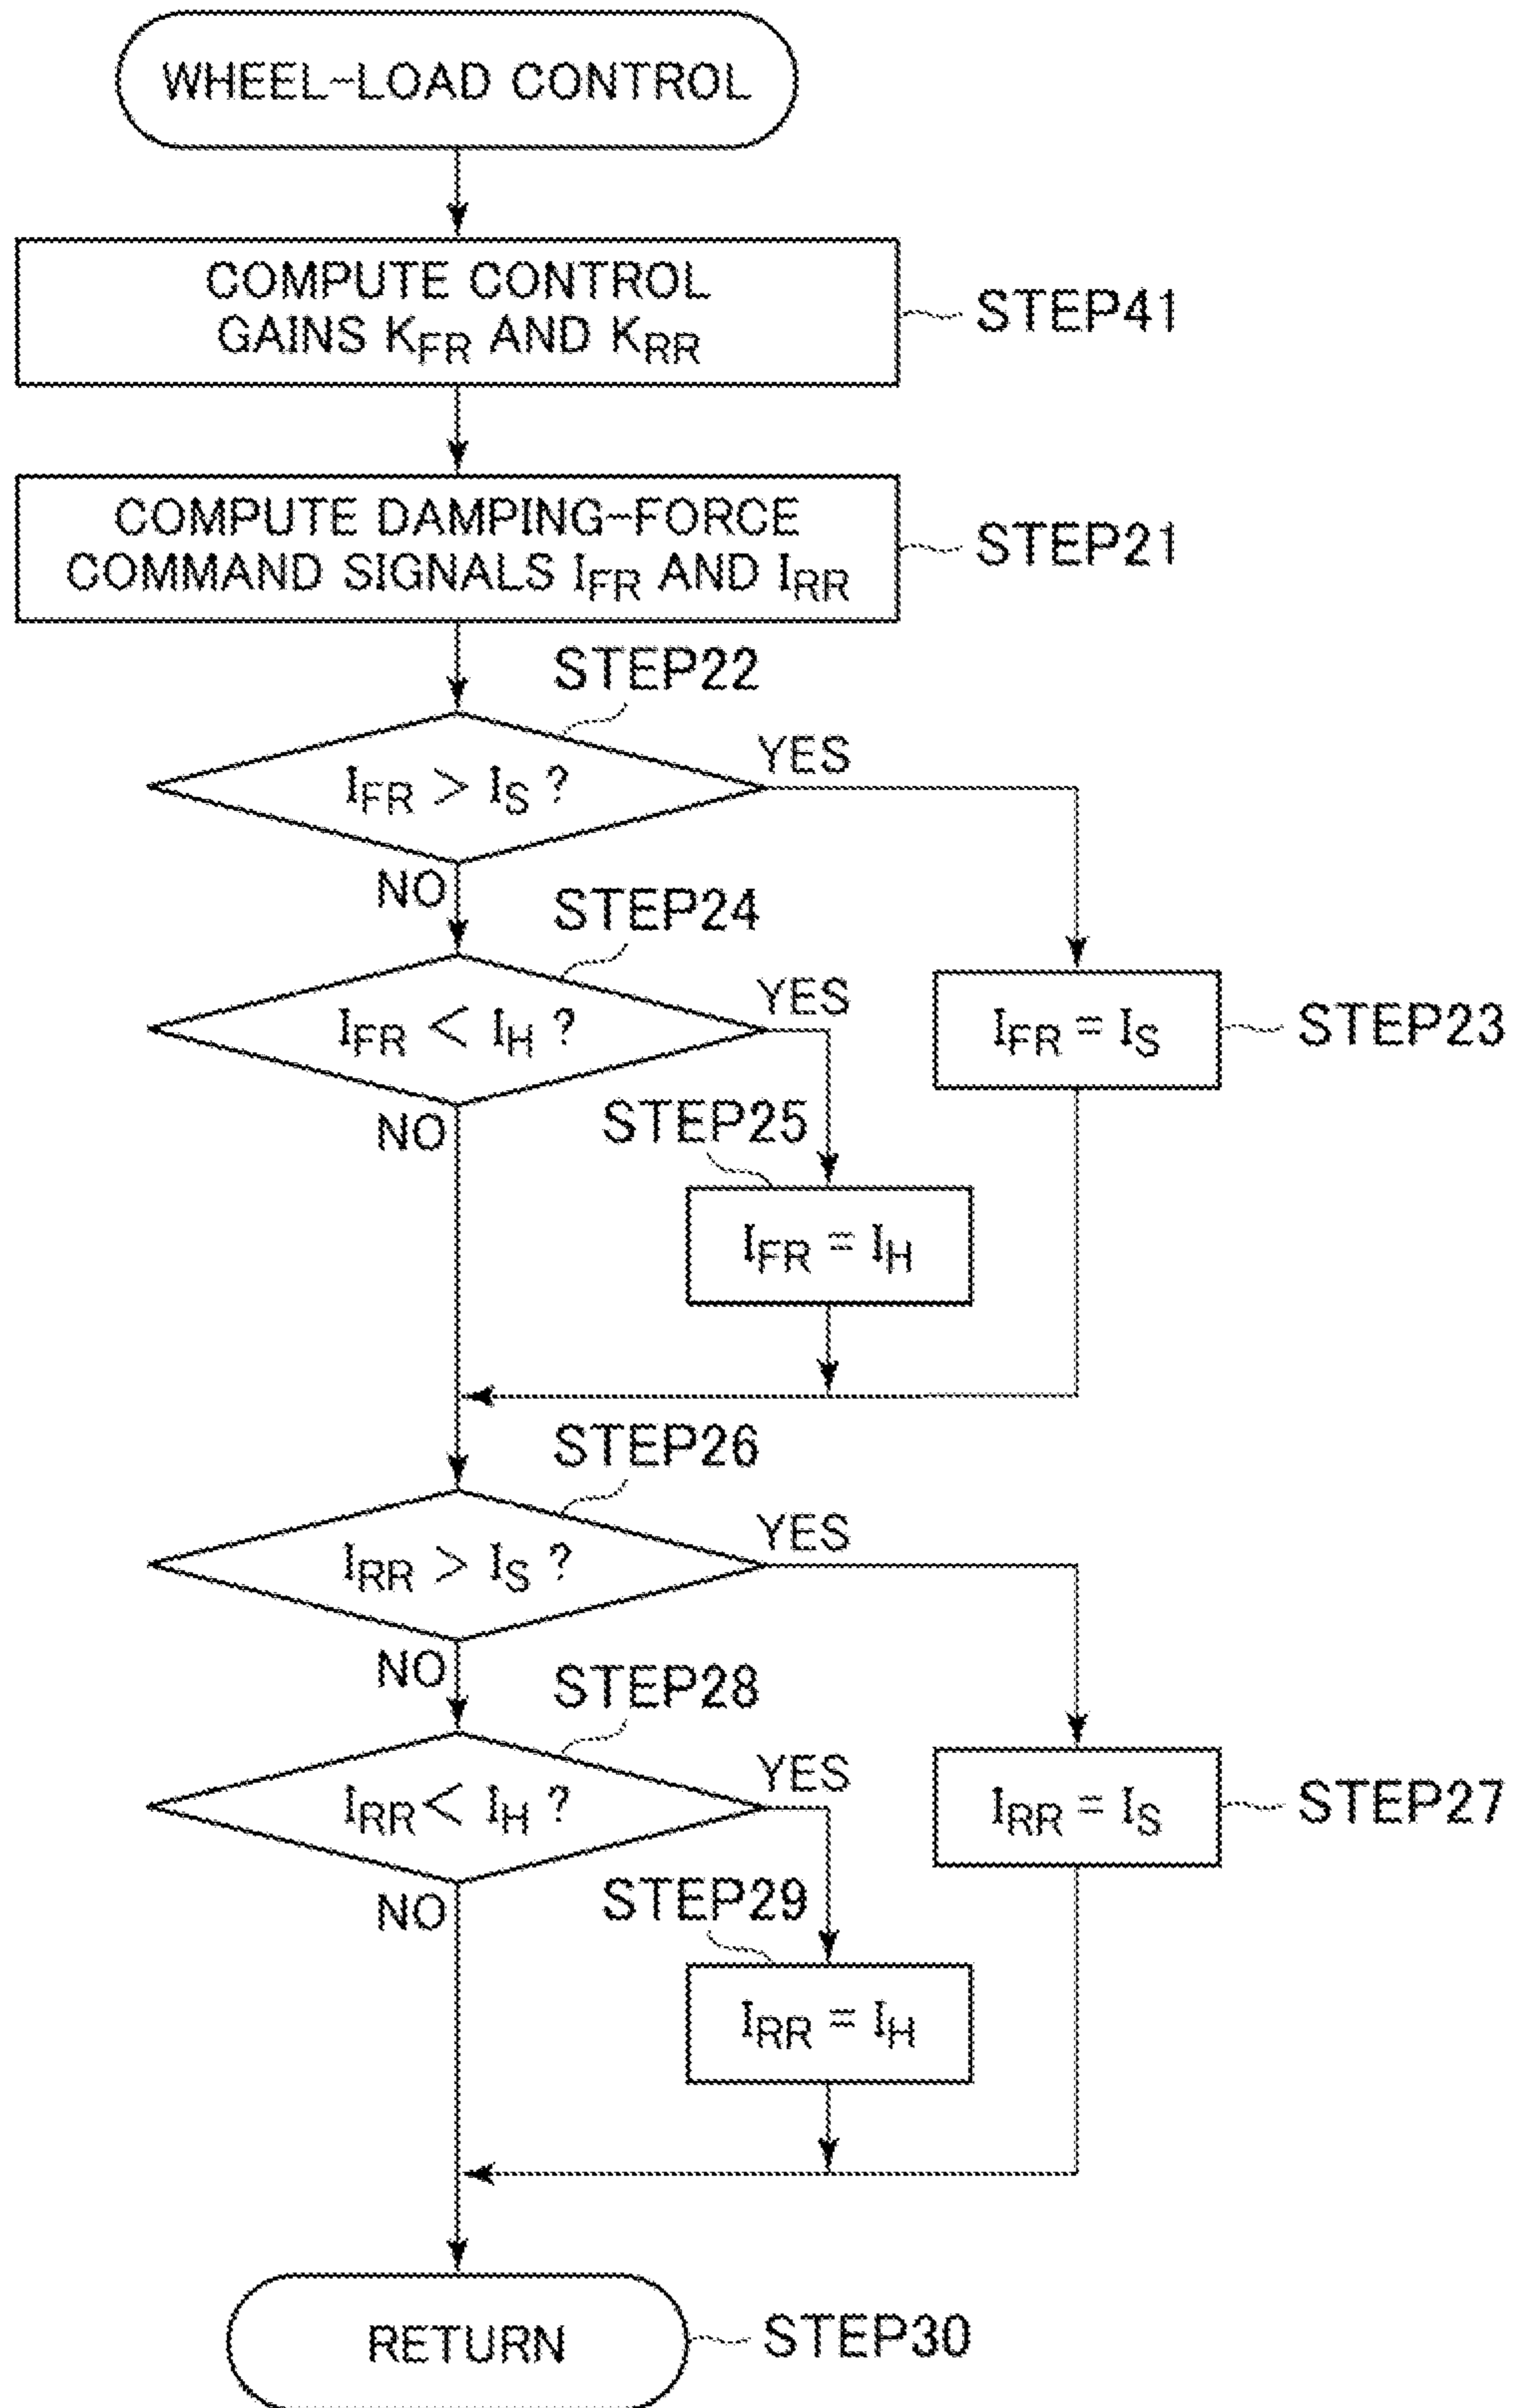 WHEEL-LOAD CONTROL
COMPUTE CONTROL
GAINS KFR AND KRR
STEP41
COMPUTE DAMPING-FORCE
COMMAND SIGNALS IFR AND IRR
STEP21
STEP22
IFR > IS ?
YES
NO
STEP24
IFR < IH ?
YES
IFR = IS
STEP23
NO
STEP25
IFR = IH
STEP26
IRR > IS ?
YES
NO
STEP28
IRR < IH ?
YES
IRR = IS
STEP27
NO
STEP29
IRR = IH
RETURN
STEP30